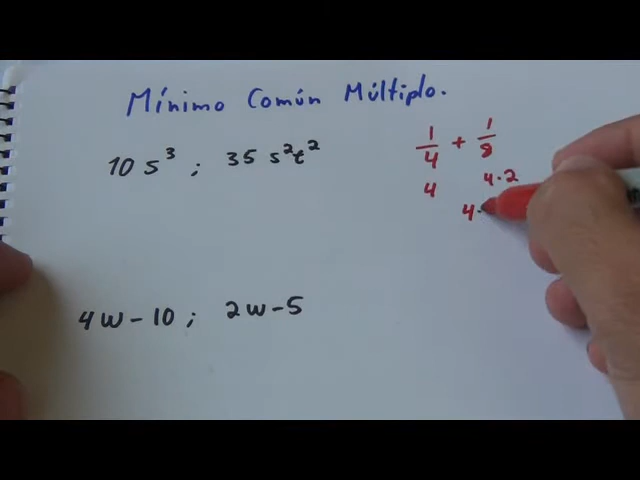 Mínimo Común Múltiplo.
10 s³ ; 35 s²t²
1/4 + 1/8
4 4·2
4·
4w-10 ; 2w-5